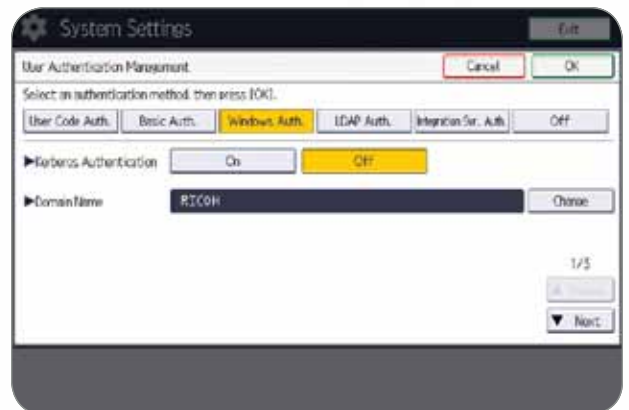 System Settings
Exit
User Authentication Management
Cancel
OK
Select an authentication method, then press [OK].
User Code Auth.
Basic Auth.
Windows Auth.
LDAP Auth.
Integration Svr. Auth.
Off
▶Kerberos Authentication
On
Off
▶Domain Name
RICOH
Change
1/3
▼ Next